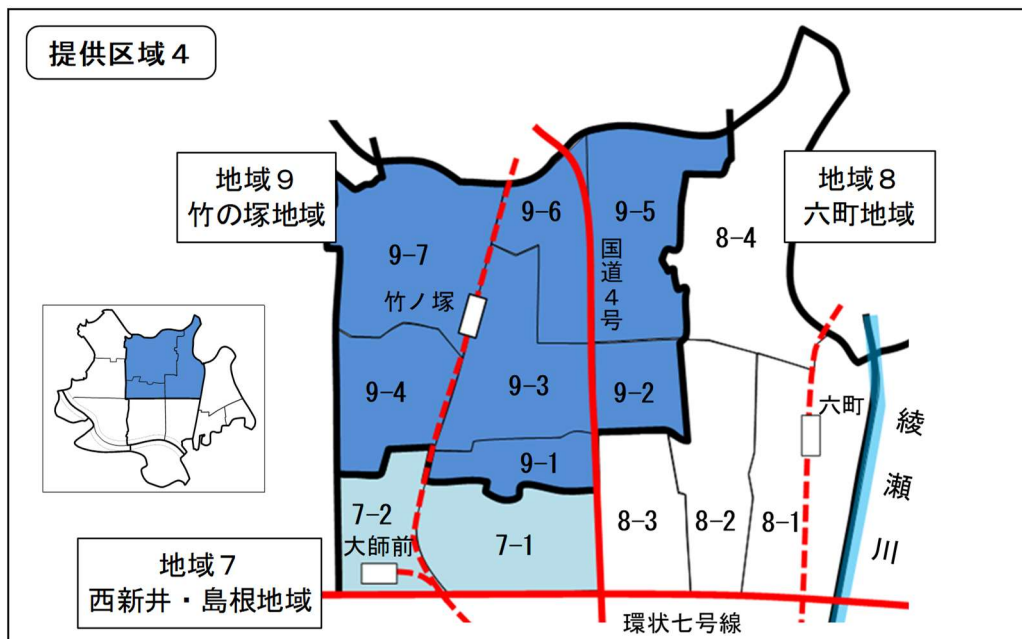 提供区域４
地域９
竹の塚地域
地域８
六町地域
9-6
9-5
8-4
9-7
国道４号
竹ノ塚
9-4
9-3
9-2
六町
綾瀬川
9-1
7-2
大師前
7-1
8-3
8-2
8-1
地域７
西新井・島根地域
環状七号線